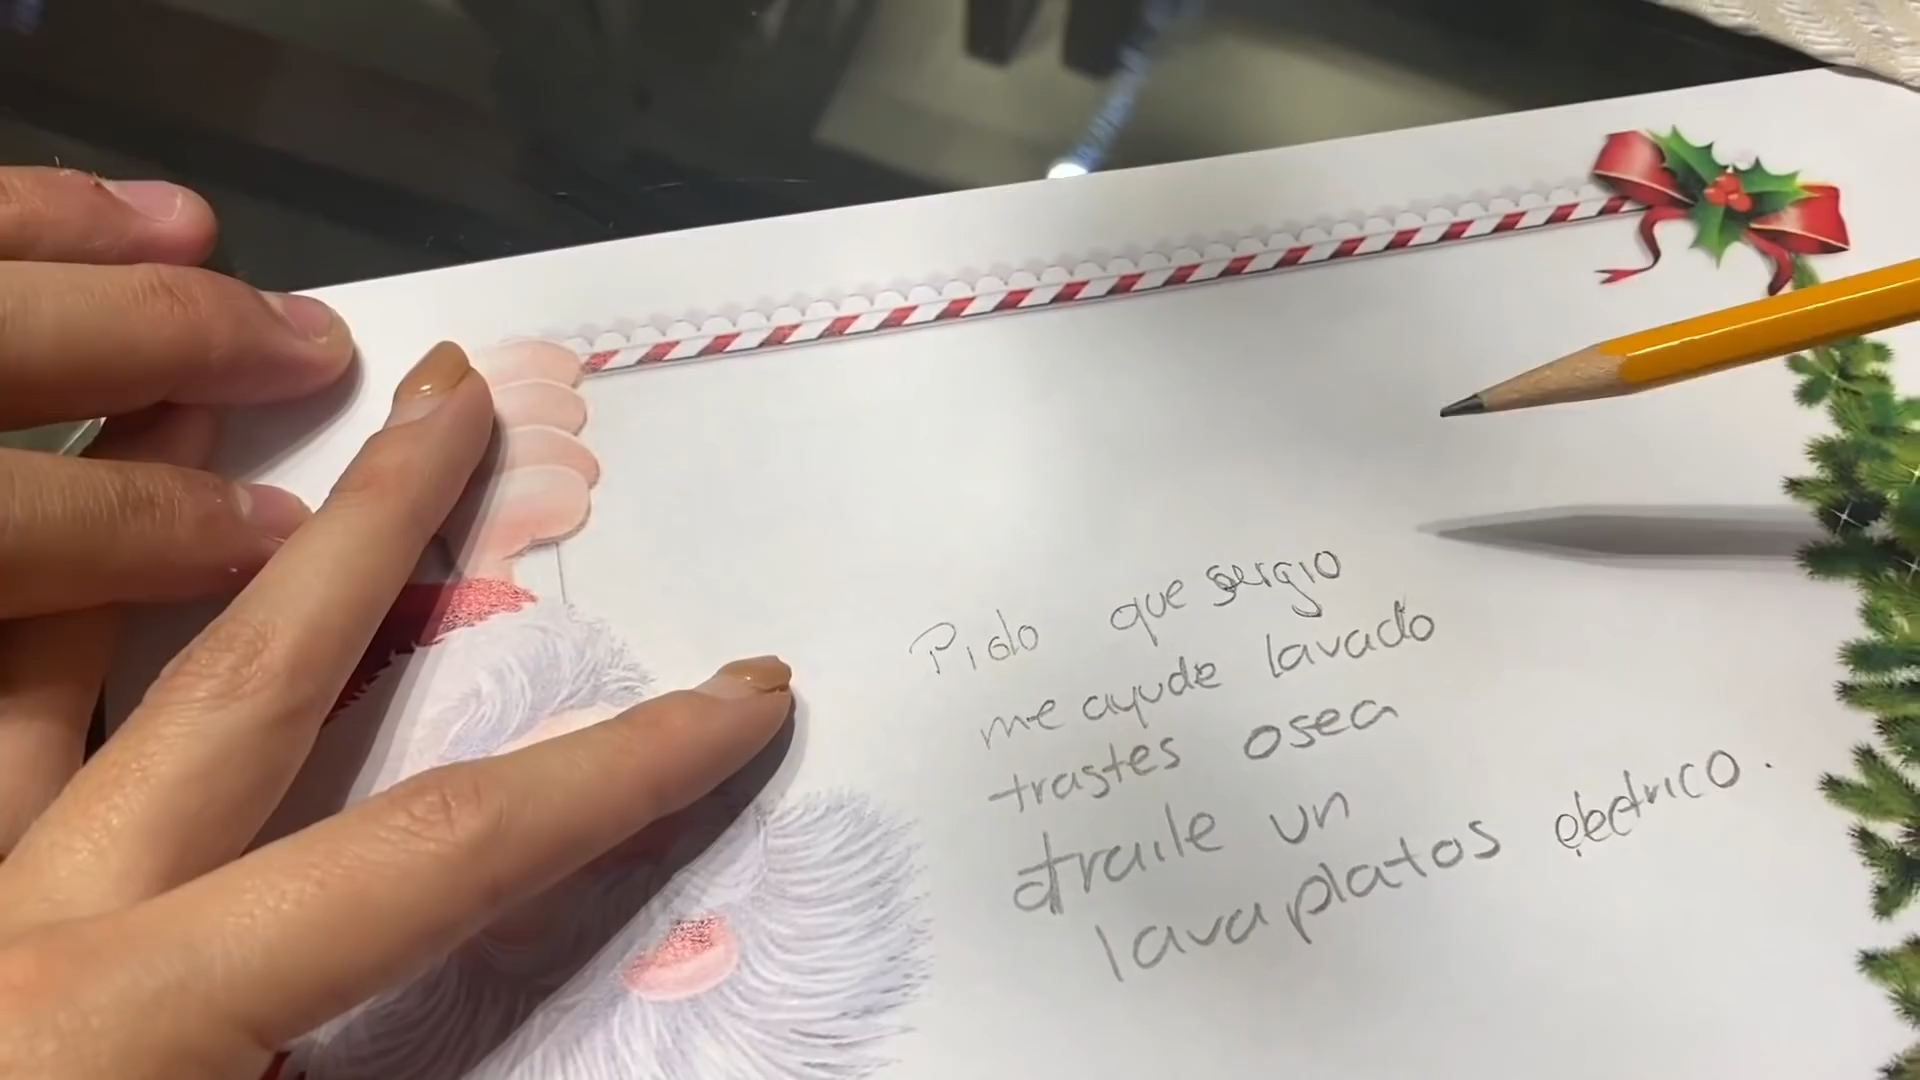 Pido que sergio
me ayude lavado
trastes osea
traile un
lavaplatos electrico.